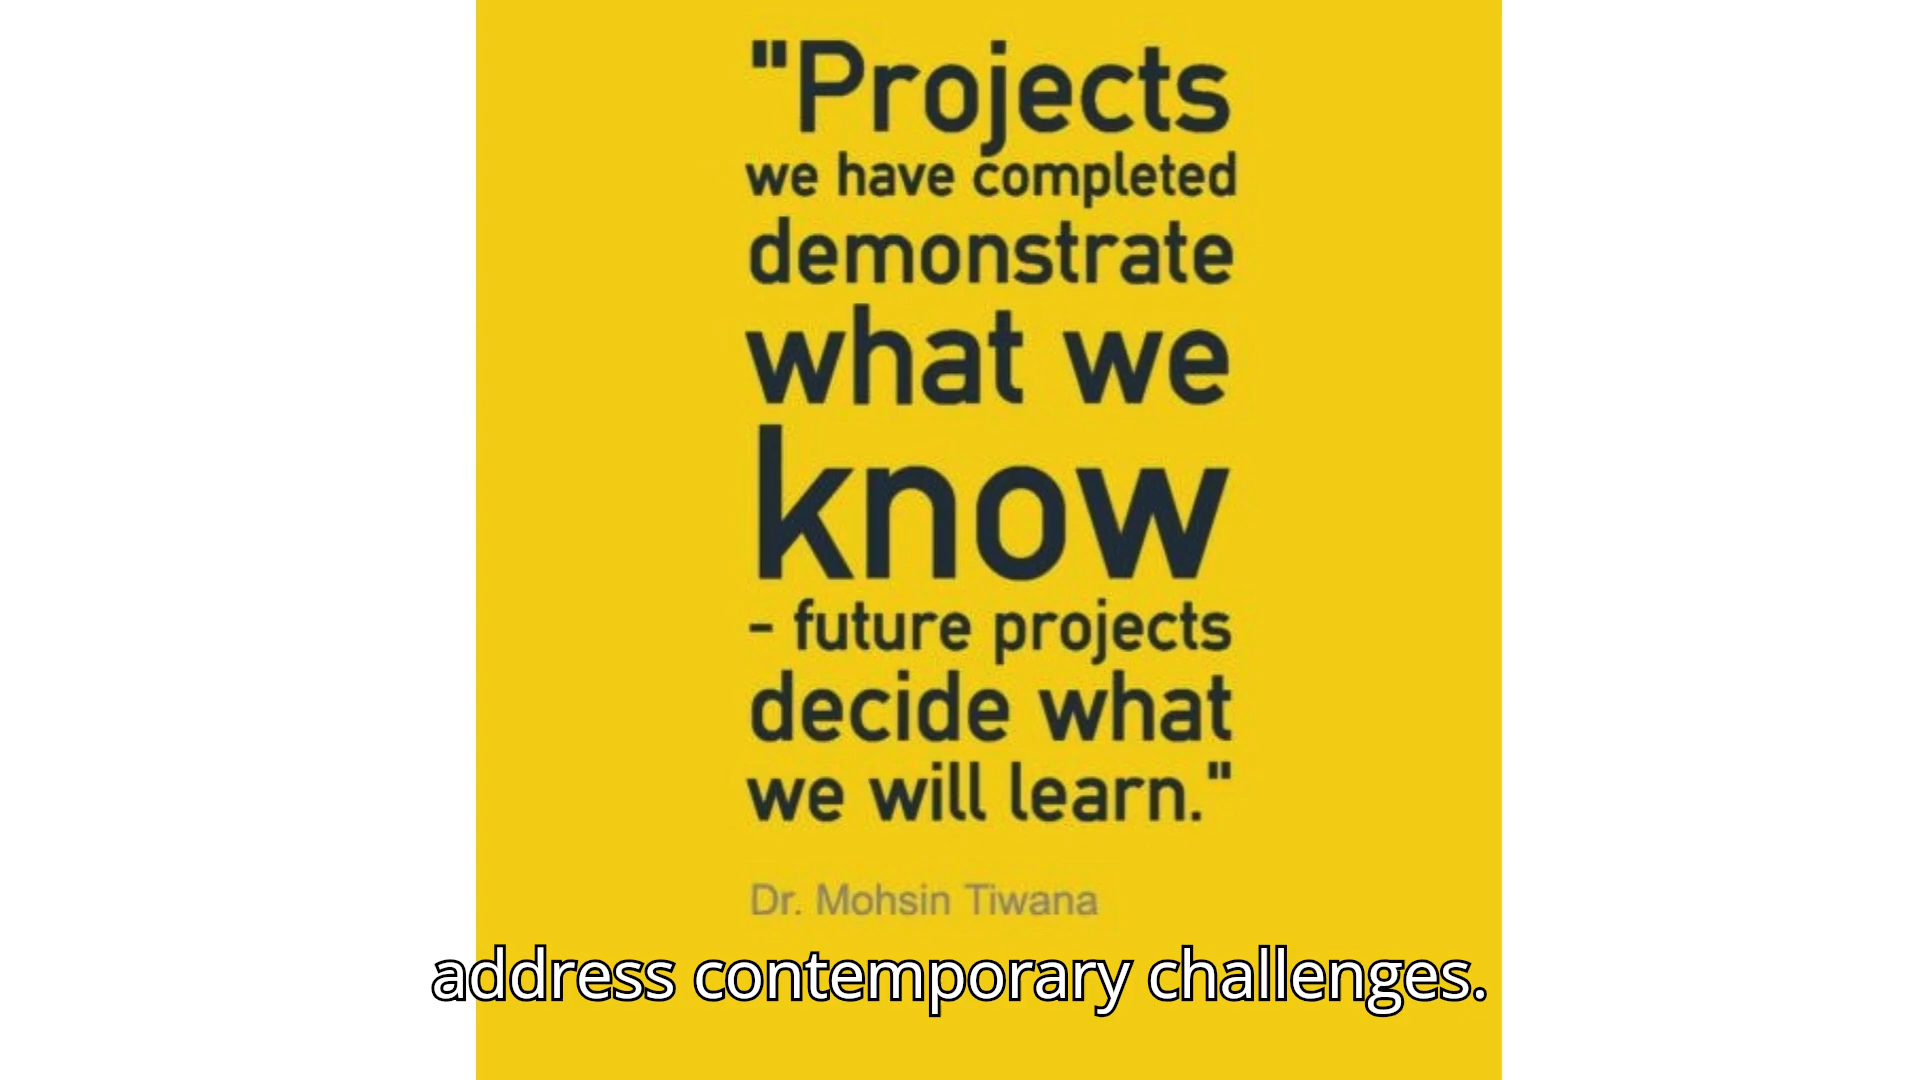 "Projects
we have completed
demonstrate
what we
know
- future projects
decide what
we will learn."
Dr. Mohsin Tiwana
address contemporary challenges.